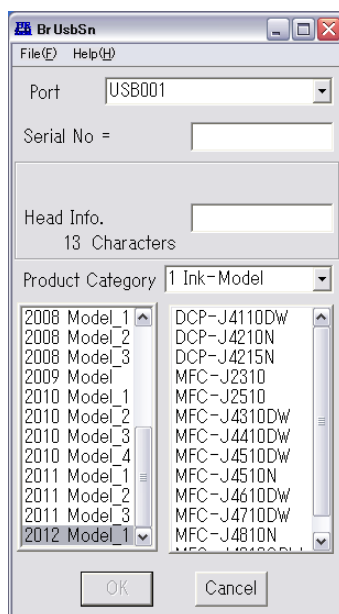 BrUsbSn
File(F) Help(H)
Port USB001
Serial No =
Head Info.
13 Characters
Product Category 1 Ink-Model
2008 Model_1
2008 Model_2
2008 Model_3
2009 Model
2010 Model_1
2010 Model_2
2010 Model_3
2010 Model_4
2011 Model_1
2011 Model_2
2011 Model_3
2012 Model_1
DCP-J4110DW
DCP-J4210N
DCP-J4215N
MFC-J2310
MFC-J2510
MFC-J4310DW
MFC-J4410DW
MFC-J4510DW
MFC-J4510N
MFC-J4610DW
MFC-J4710DW
MFC-J4810N
OK Cancel